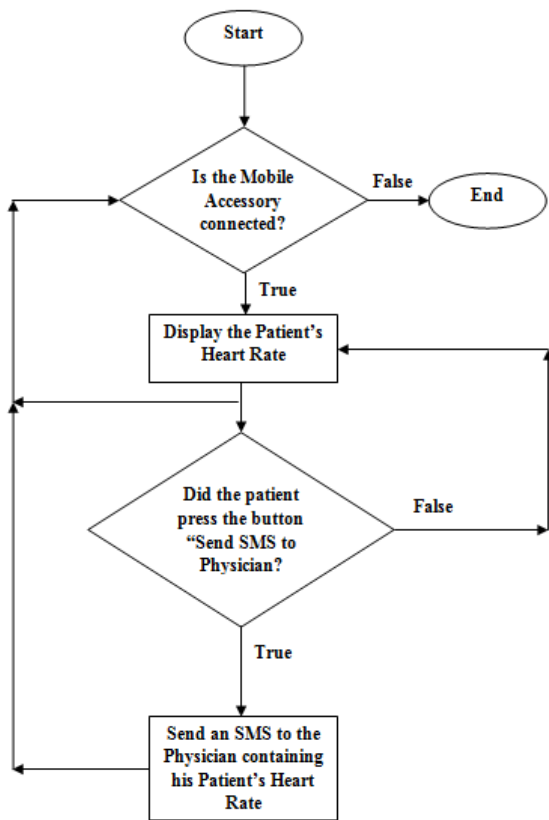 Start
Is the Mobile
Accessory
connected?
False
End
True
Display the Patient's
Heart Rate
Did the patient
press the button
“Send SMS to
Physician?
False
True
Send an SMS to the
Physician containing
his Patient's Heart
Rate